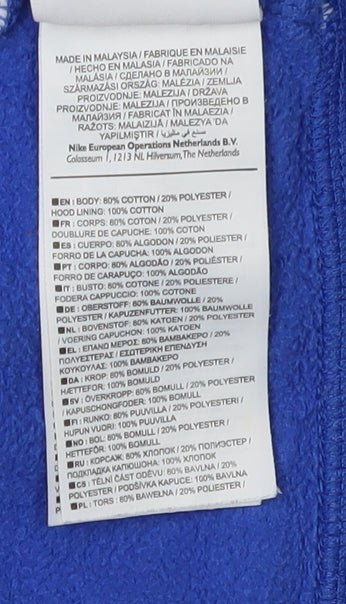 MADE IN MALAYSIA / FABRIQUE EN MALAISIE
/ HECHO EN MALASIA / FABRICADO NA
MALÁSIA / СДЕЛАНО В МАЛАЙЗИИ /
SZÁRMAZÁSI ORSZÁG: MALÉZIA / ZEMLJA
PROIZVODNJE: MALEZIJA / DRŽAVA
PROIZVODNJE: MALEZIJA / ПРОИЗВЕДЕНО В
МАЛАЙЗИЯ / FABRICAT ÎN MALAEZIA /
RAŽOTS: MALAIZIJĀ / MALEZYA 'DA
YAPILMIŞTIR / صنع في ماليزيا
Nike European Operations Netherlands B.V.
Colosseum 1, 1213 NL Hilversum, The Netherlands
EN: BODY: 80% COTTON / 20% POLYESTER /
HOOD LINING: 100% COTTON
FR: CORPS: 80% COTON / 20% POLYESTER /
DOUBLURE DE CAPUCHE: 100% COTON
ES: CUERPO: 80% ALGODON / 20% POLIESTER /
FORRO DE LA CAPUCHA: 100% ALGODON
PT: CORPO: 80% ALGODÃO / 20% POLIÉSTER /
FORRO DE CARAPUÇO: 100% ALGODÃO
IT: BUSTO: 80% COTONE / 20% POLIESTERE /
FODERA CAPPUCCIO: 100% COTONE
DE: OBERSTOFF: 80% BAUMWOLLE / 20%
POLYESTER / KAPUZENFUTTER: 100% BAUMWOLLE
NL: BOVENSTOF: 80% KATOEN / 20% POLYESTER
/ VOERING CAPUCHON: 100% KATOEN
EL: ΕΠΑΝΩ ΜΕΡΟΣ: 80% ΒΑΜΒΑΚΕΡΟ / 20%
ΠΟΛΥΕΣΤΕΡΑΣ / ΕΣΩΤΕΡΙΚΗ ΕΠΕΝΔΥΣΗ
ΚΟΥΚΟΥΛΑΣ: 100% ΒΑΜΒΑΚΕΡΟ
DA: KROP: 80% BOMULD / 20% POLYESTER /
HÆTTEFOR: 100% BOMULD
SV: ÖVERKROPP: 80% BOMULL / 20% POLYESTER
/ KAPUSCHONGFODER: 100% BOMULL
FI: RUNKO: 80% PUUVILLA / 20% POLYESTERI /
HUPUN VUORI: 100% PUUVILLA
NO: BOL: 80% BOMULL / 20% POLYESTER /
HETTEFÔR: 100% BOMULL
RU: КОРСАЖ: 80% ХЛОПОК / 20% ПОЛИЭСТЕР /
ПОДКЛАДКА КАПЮШОНА: 100% ХЛОПОК
CS: TĚLNÍ ČÁST ODĚVU: 80% BAVLNA / 20%
POLYESTER / PODŠÍVKA KAPUCE: 100% BAVLNA
PL: TORS: 80% BAWEŁNA / 20% POLIESTER /